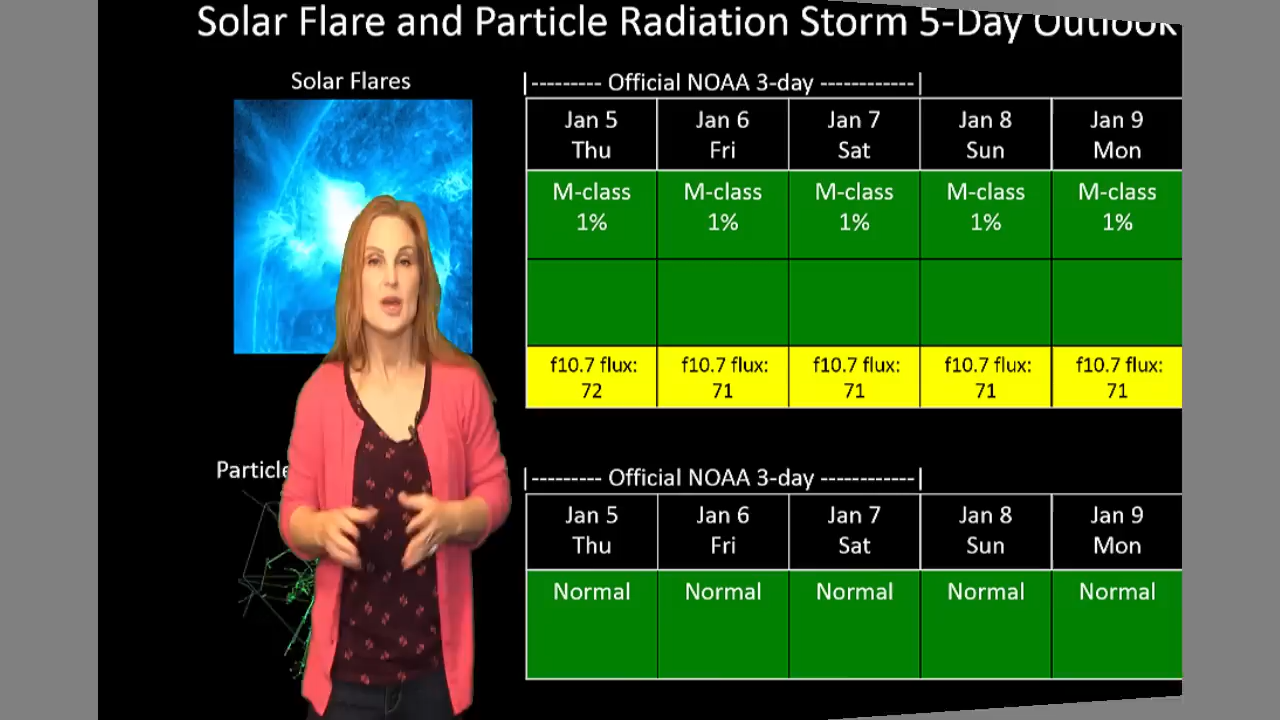 Solar Flare and Particle Radiation Storm 5-Day Outlook
Solar Flares
|--------- Official NOAA 3-day ------------|
Jan 5 Jan 6 Jan 7 Jan 8 Jan 9
Thu Fri Sat Sun Mon
M-class M-class M-class M-class M-class
1% 1% 1% 1% 1%
f10.7 flux: f10.7 flux: f10.7 flux: f10.7 flux: f10.7 flux:
72 71 71 71 71
Particle
|--------- Official NOAA 3-day ------------|
Jan 5 Jan 6 Jan 7 Jan 8 Jan 9
Thu Fri Sat Sun Mon
Normal Normal Normal Normal Normal